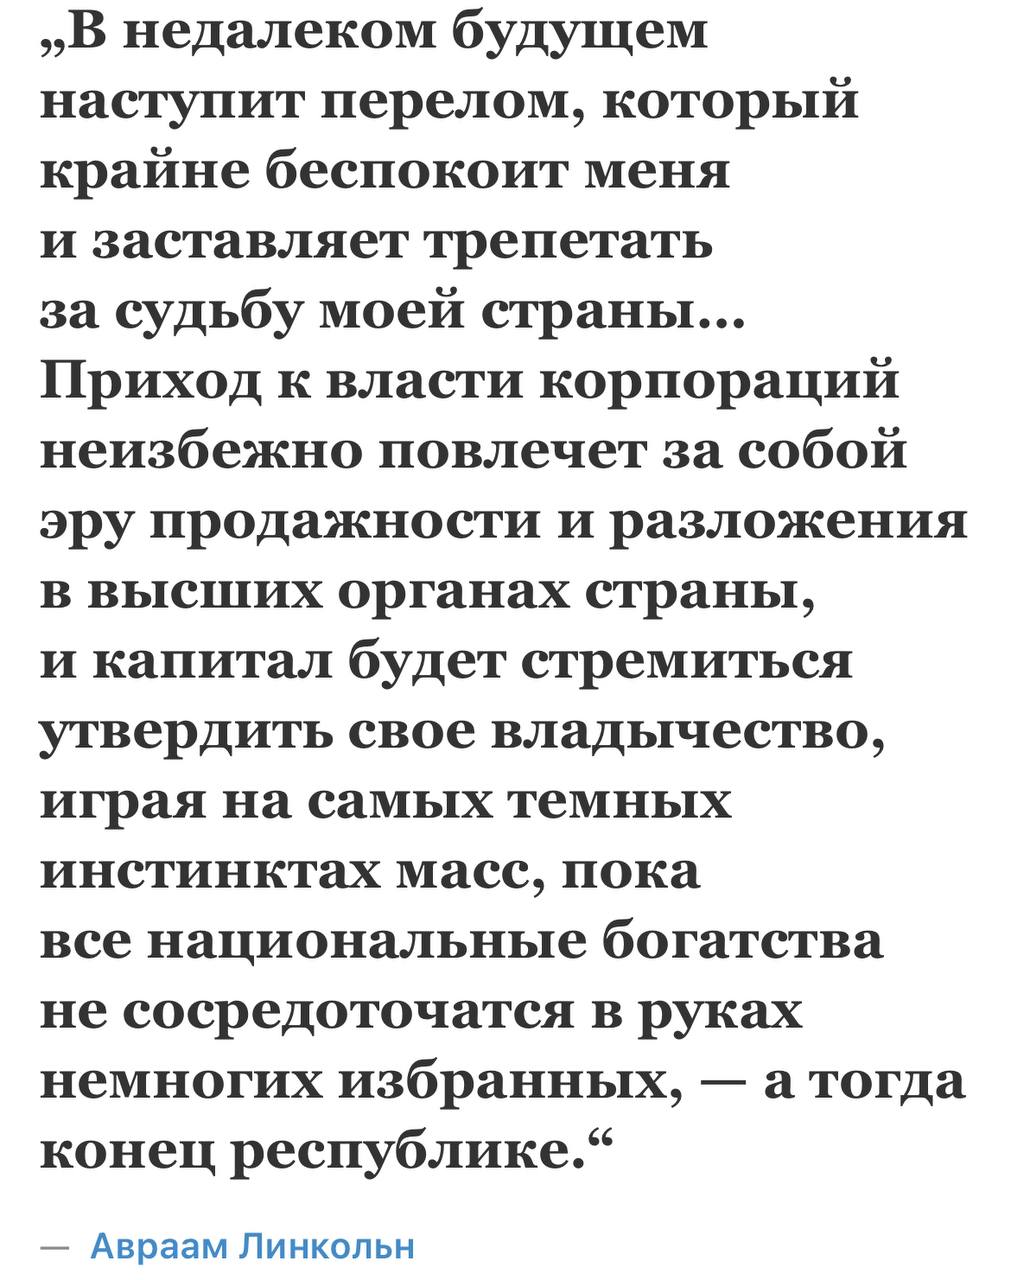 „В недалеком будущем
наступит перелом, который
крайне беспокоит меня
и заставляет трепетать
за судьбу моей страны…
Приход к власти корпораций
неизбежно повлечет за собой
эру продажности и разложения
в высших органах страны,
и капитал будет стремиться
утвердить свое владычество,
играя на самых темных
инстинктах масс, пока
все национальные богатства
не сосредоточатся в руках
немногих избранных, — а тогда
конец республике.“
— Авраам Линкольн